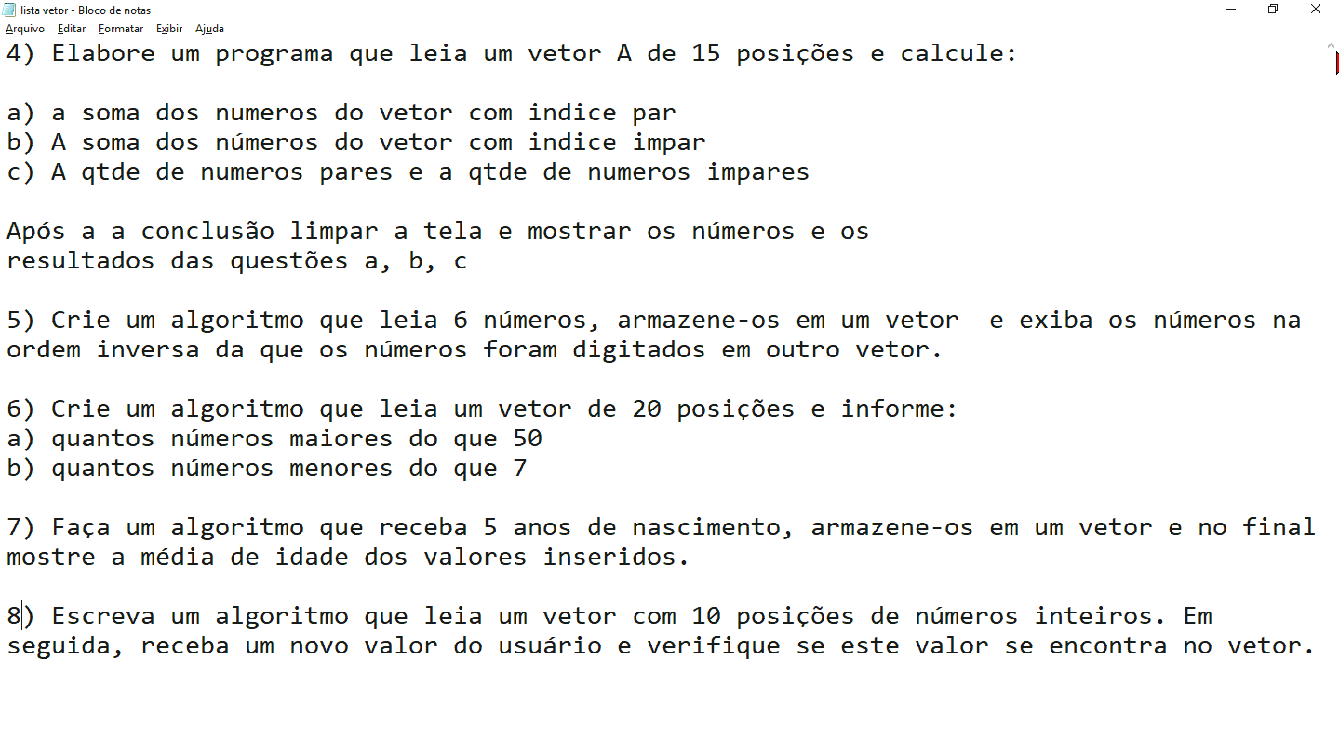 lista vetor - Bloco de notas
Arquivo Editar Formatar Exibir Ajuda
4) Elabore um programa que leia um vetor A de 15 posições e calcule:
a) a soma dos numeros do vetor com indice par
b) A soma dos números do vetor com indice impar
c) A qtde de numeros pares e a qtde de numeros impares
Após a a conclusão limpar a tela e mostrar os números e os
resultados das questões a, b, c
5) Crie um algoritmo que leia 6 números, armazene-os em um vetor  e exiba os números na
ordem inversa da que os números foram digitados em outro vetor.
6) Crie um algoritmo que leia um vetor de 20 posições e informe:
a) quantos números maiores do que 50
b) quantos números menores do que 7
7) Faça um algoritmo que receba 5 anos de nascimento, armazene-os em um vetor e no final
mostre a média de idade dos valores inseridos.
8) Escreva um algoritmo que leia um vetor com 10 posições de números inteiros. Em
seguida, receba um novo valor do usuário e verifique se este valor se encontra no vetor.